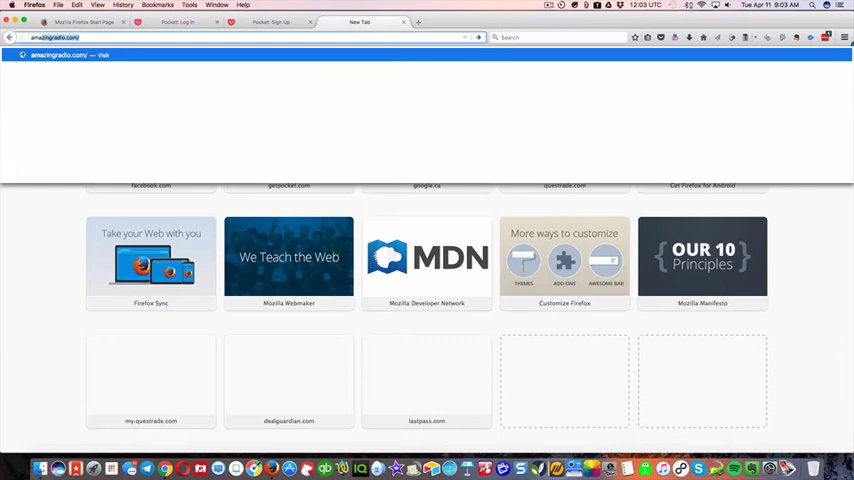 Firefox File Edit View History Bookmarks Tools Window Help
12:03 UTC
Tue Apr 11 9:03 AM
Mozilla Firefox Start Page
Pocket: Log In
Pocket: Sign Up
New Tab
amazingradio.com/
Search
amazingradio.com/ — Visit
facebook.com
getpocket.com
google.ca
questrade.com
Get Firefox for Android
Take your Web with you
We Teach the Web
MDN
More ways to customize
THEMES
ADD-ONS
AWESOME BAR
{ OUR 10 Principles }
Firefox Sync
Mozilla Webmaker
Mozilla Developer Network
Customize Firefox
Mozilla Manifesto
my.questrade.com
dealguardian.com
lastpass.com